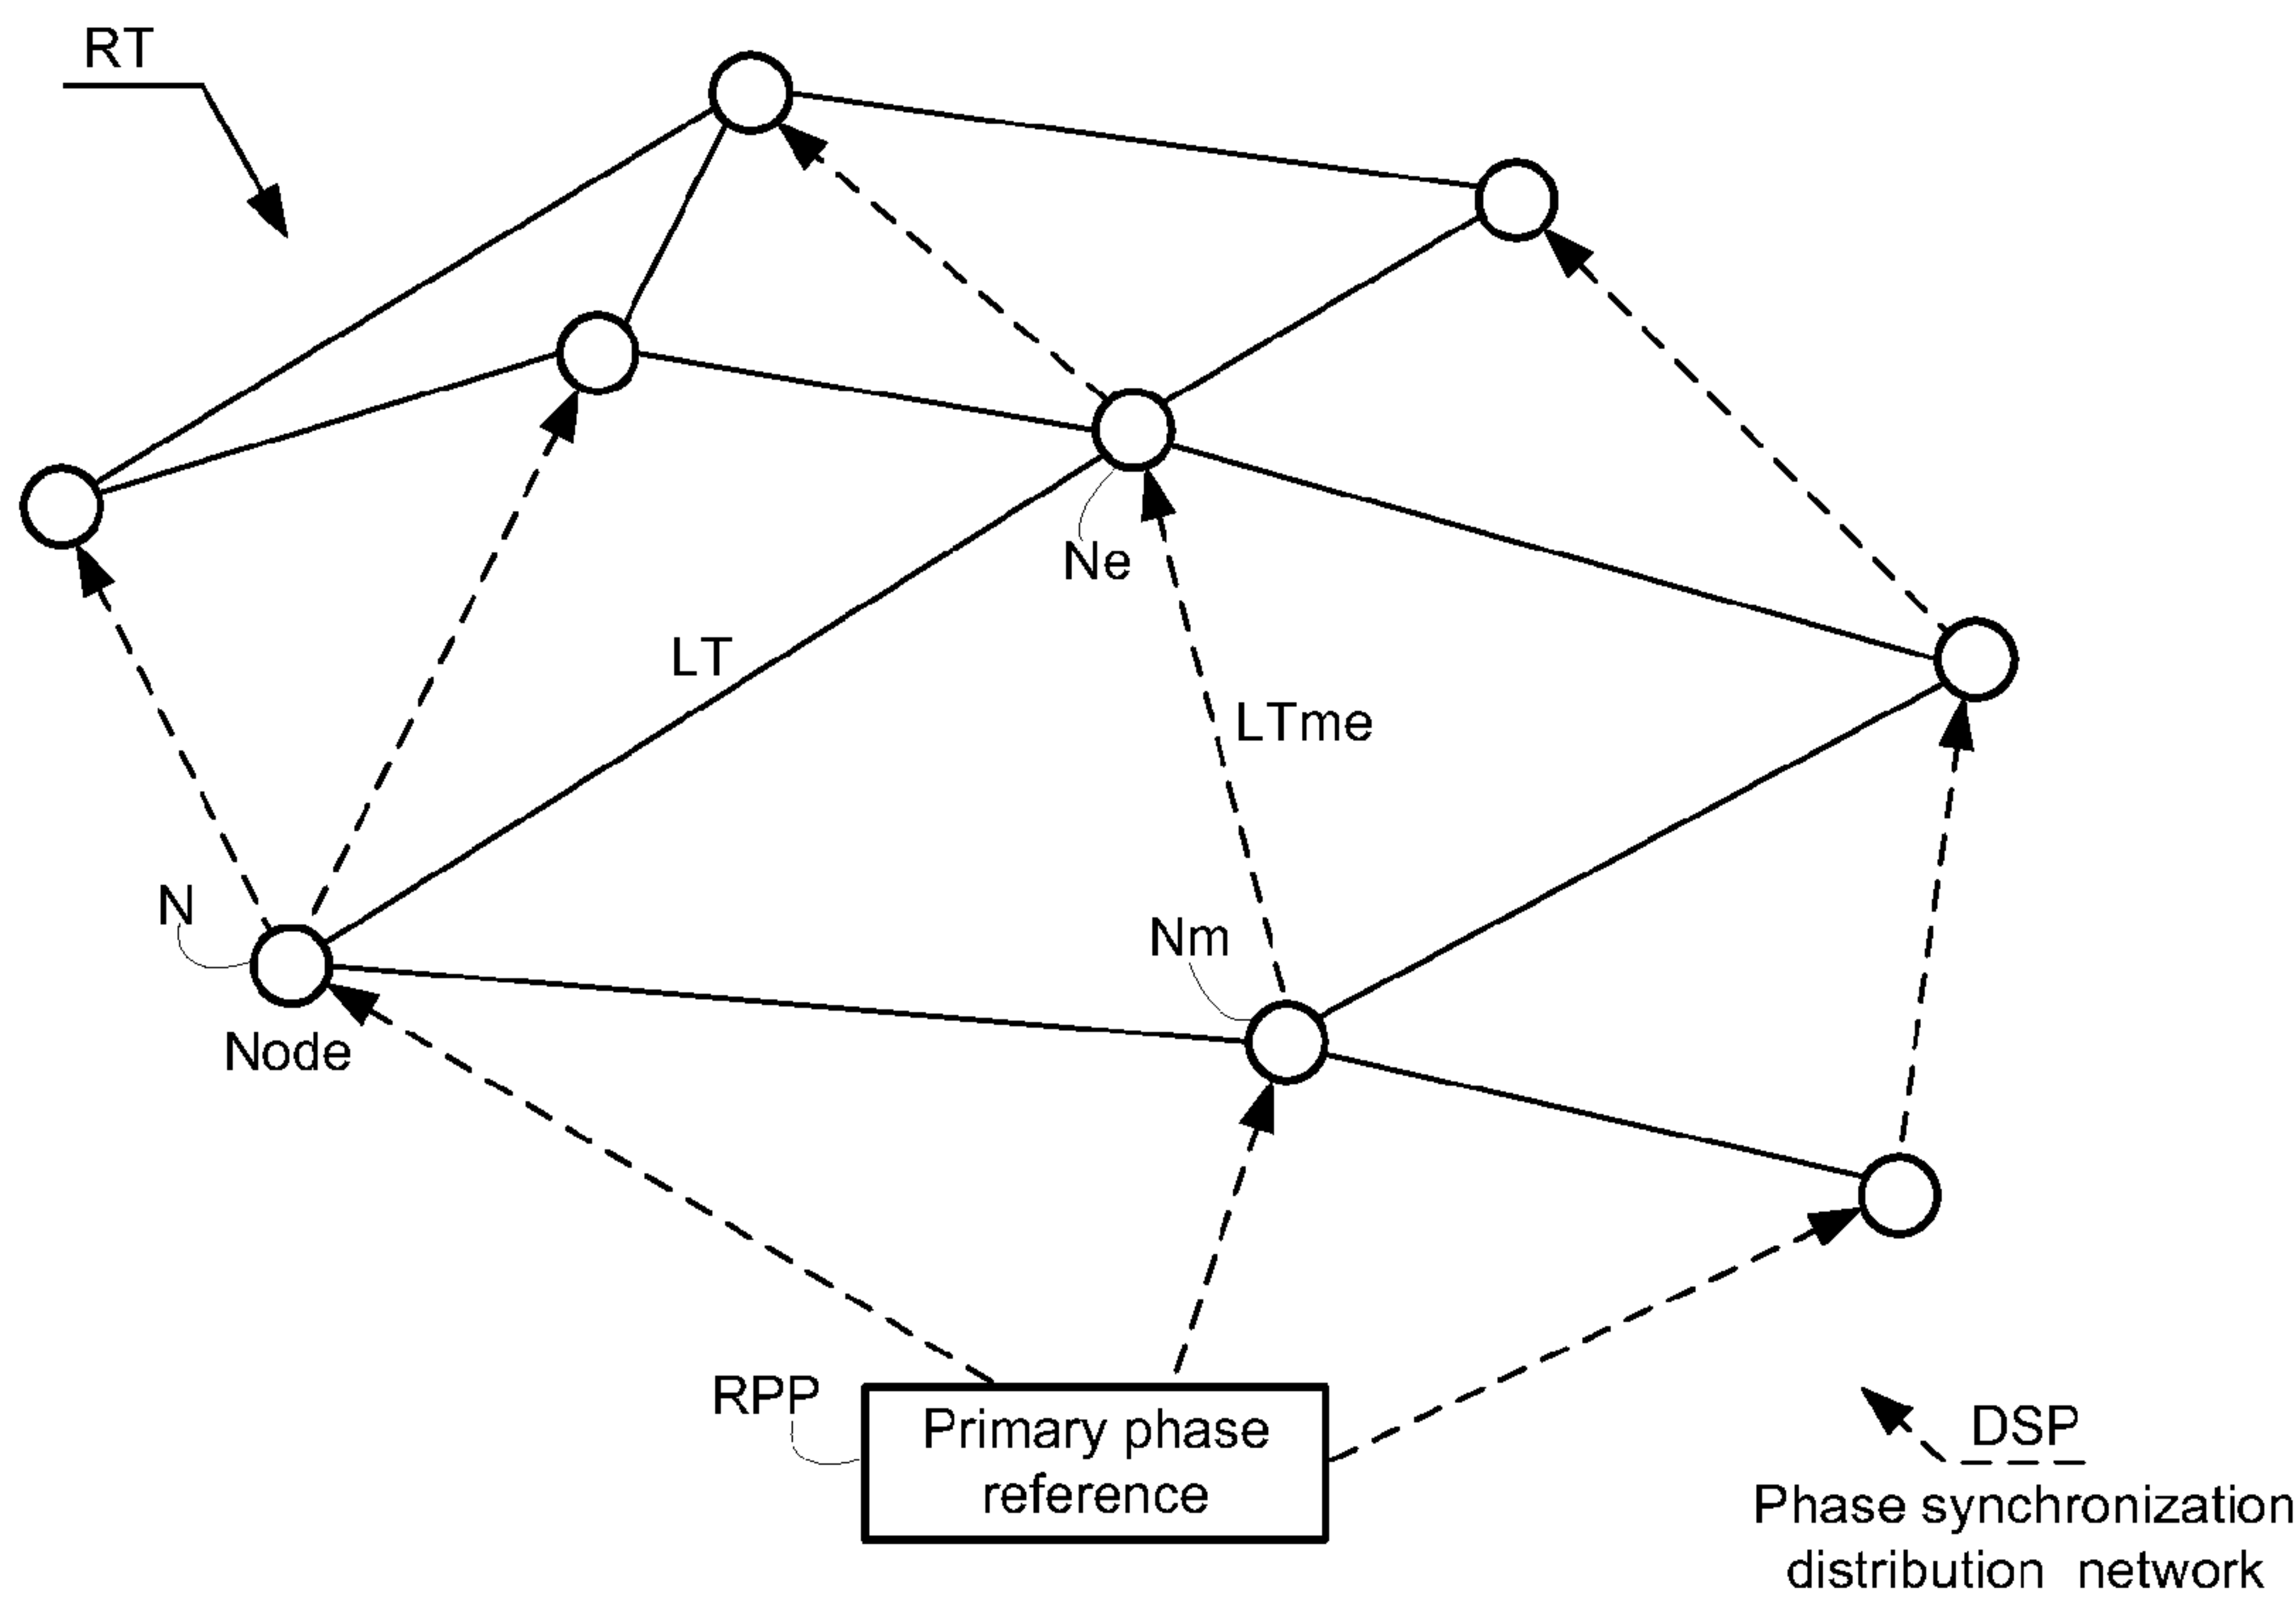 RT
Ne
LT
LTme
N
Nm
Node
RPP
Primary phase
reference
DSP
Phase synchronization
distribution network